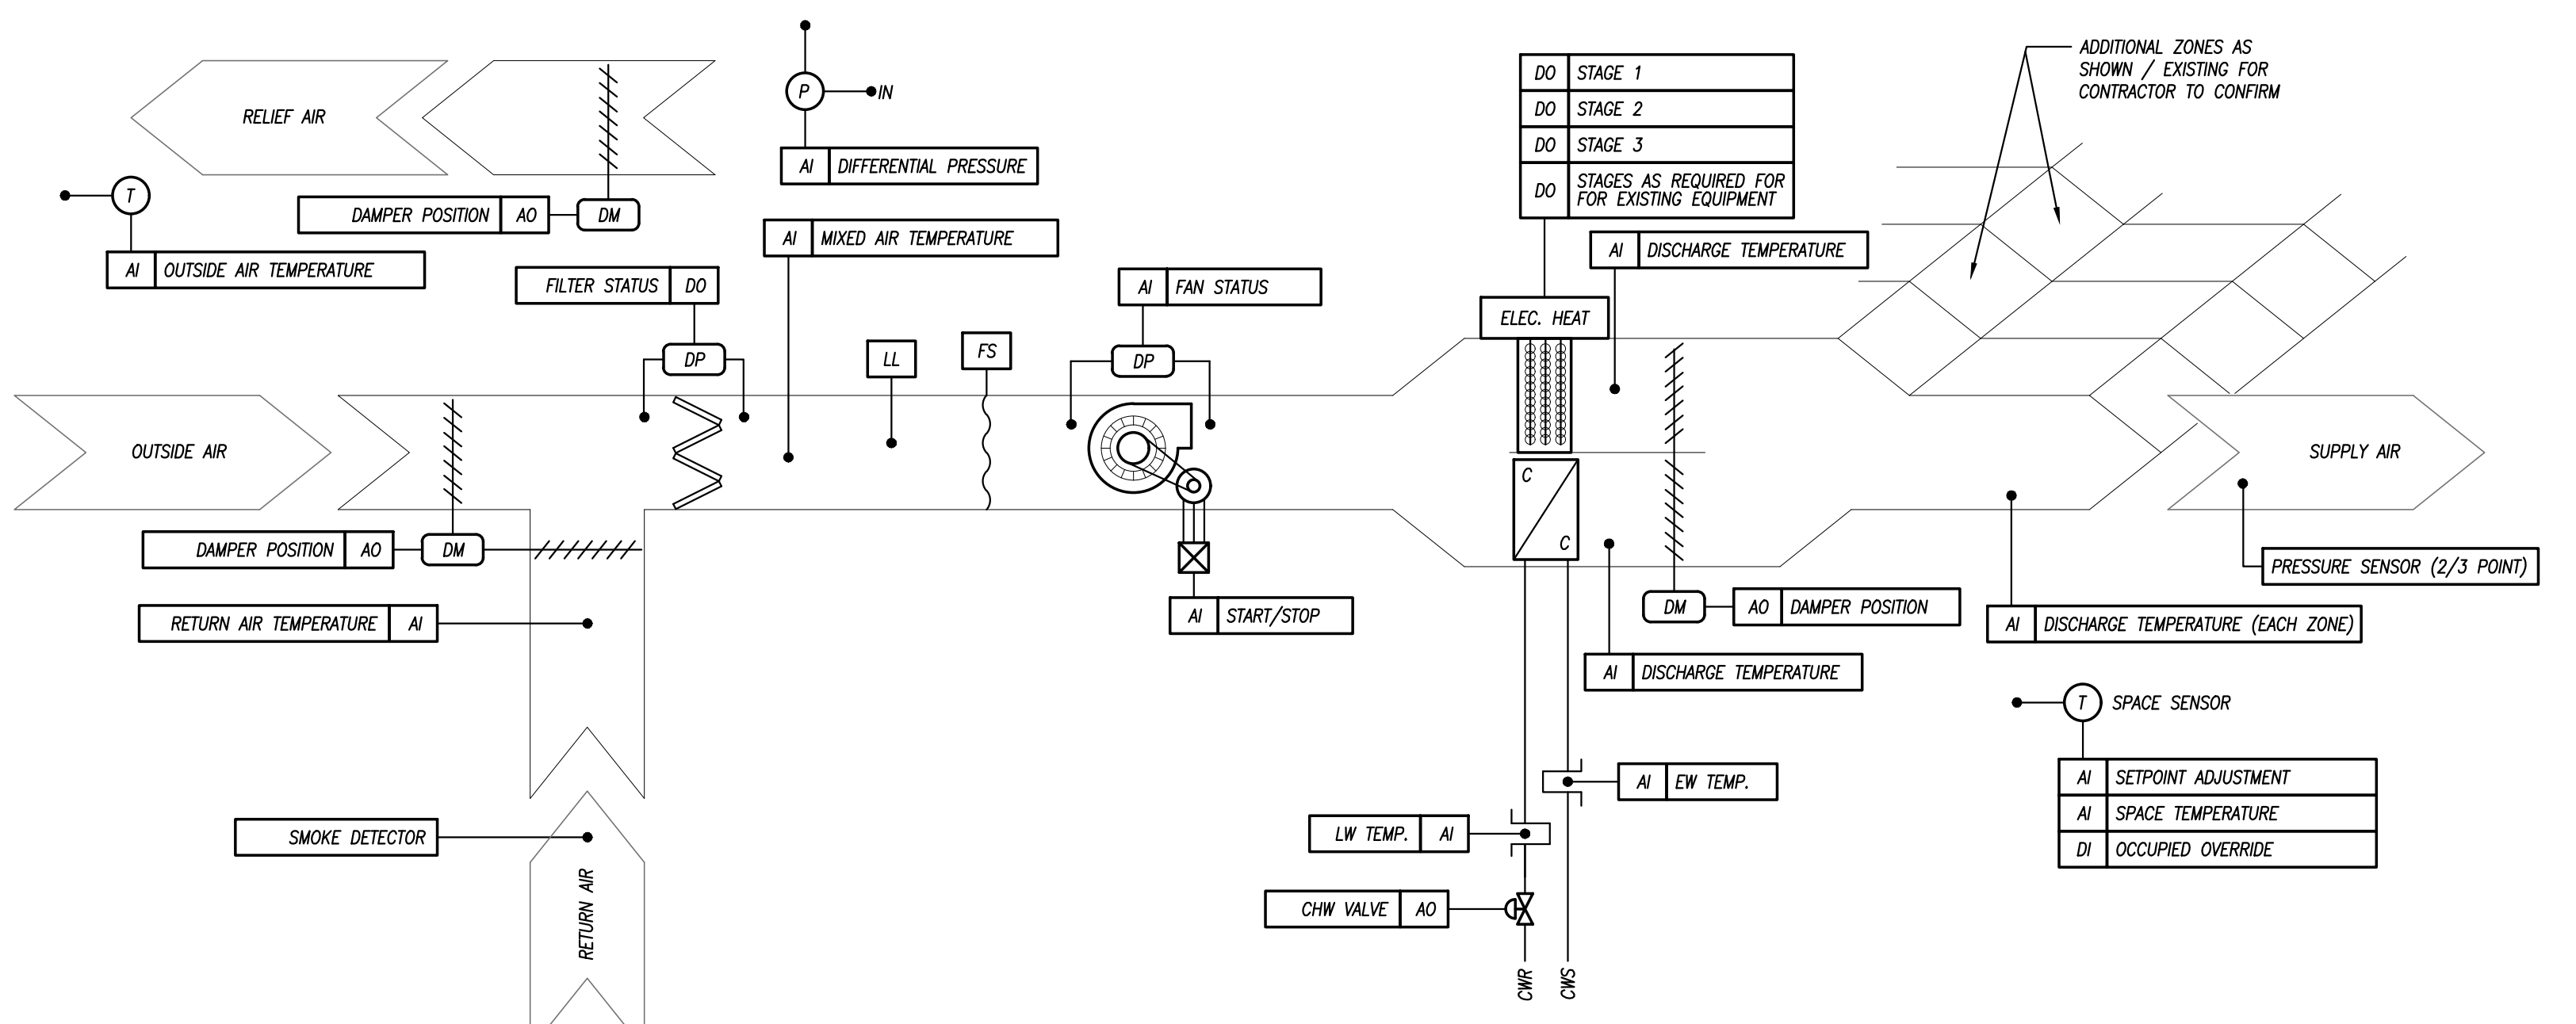 ADDITIONAL ZONES AS
SHOWN / EXISTING FOR
CONTRACTOR TO CONFIRM
RELIEF AIR
P
IN
AI DIFFERENTIAL PRESSURE
DO STAGE 1
DO STAGE 2
DO STAGE 3
DO STAGES AS REQUIRED FOR
FOR EXISTING EQUIPMENT
T
AI OUTSIDE AIR TEMPERATURE
DAMPER POSITION AO DM
AI MIXED AIR TEMPERATURE
AI DISCHARGE TEMPERATURE
FILTER STATUS DO
DP
LL
FS
AI FAN STATUS
DP
ELEC. HEAT
OUTSIDE AIR
C
C
SUPPLY AIR
DAMPER POSITION AO DM
RETURN AIR TEMPERATURE AI
AI START/STOP
DM AO DAMPER POSITION
AI DISCHARGE TEMPERATURE
PRESSURE SENSOR (2/3 POINT)
AI DISCHARGE TEMPERATURE (EACH ZONE)
T SPACE SENSOR
AI SETPOINT ADJUSTMENT
AI SPACE TEMPERATURE
DI OCCUPIED OVERRIDE
AI EW TEMP.
LW TEMP. AI
CHW VALVE AO
CWR
CWS
SMOKE DETECTOR
RETURN AIR